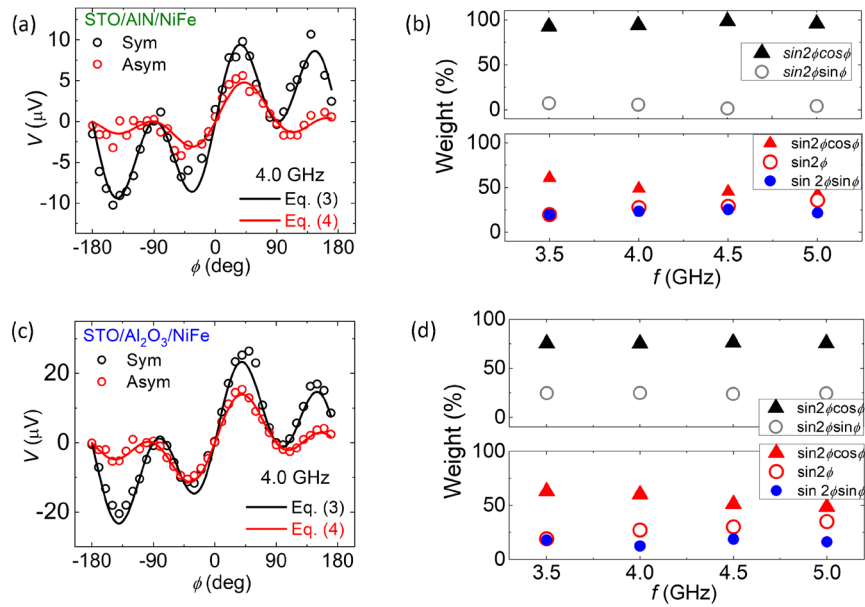 (a)
STO/AlN/NiFe
Sym
Asym
10
5
0
-5
-10
V (μV)
4.0 GHz
Eq. (3)
Eq. (4)
-180 -90 0 90 180
ϕ (deg)
(b)
100
50
0
sin2ϕcosϕ
sin2ϕsinϕ
Weight (%)
100
50
0
sin2ϕcosϕ
sin2ϕ
sin 2ϕsinϕ
3.5 4.0 4.5 5.0
f (GHz)
(c)
STO/Al₂O₃/NiFe
Sym
Asym
20
0
-20
V (μV)
4.0 GHz
Eq. (3)
Eq. (4)
-180 -90 0 90 180
ϕ (deg)
(d)
100
50
0
sin2ϕcosϕ
sin2ϕsinϕ
Weight (%)
100
50
0
sin2ϕcosϕ
sin2ϕ
sin 2ϕsinϕ
3.5 4.0 4.5 5.0
f (GHz)